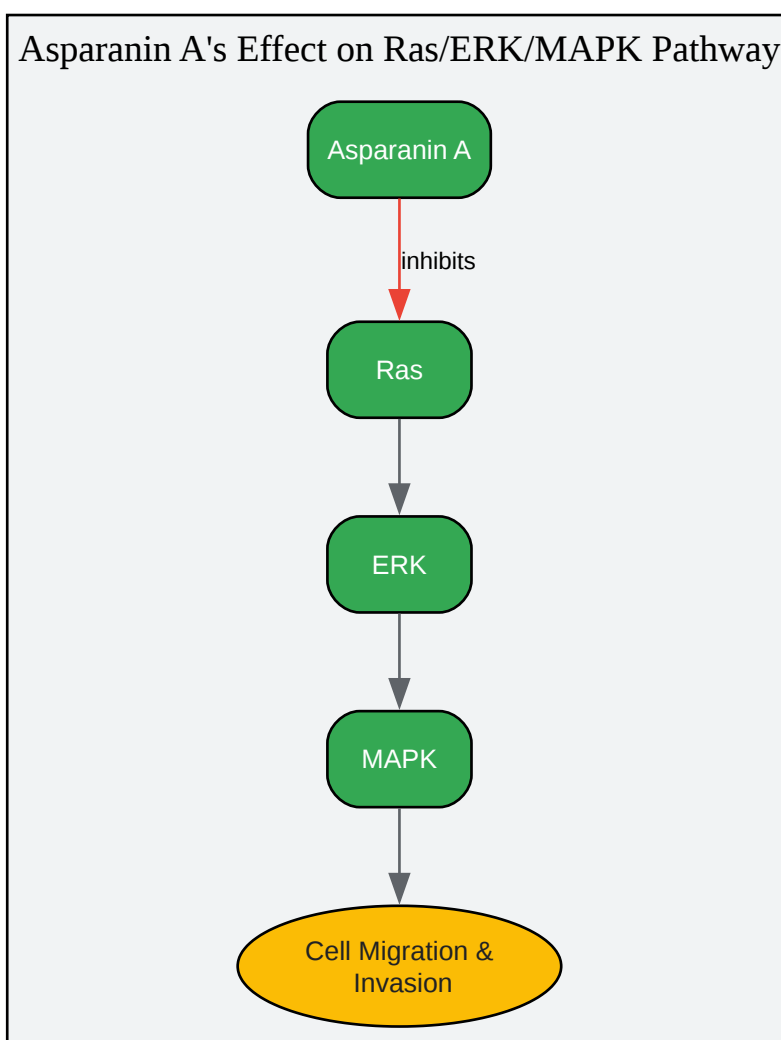 Asparanin A's Effect on Ras/ERK/MAPK Pathway
Asparanin A
inhibits
Ras
ERK
MAPK
Cell Migration &
Invasion